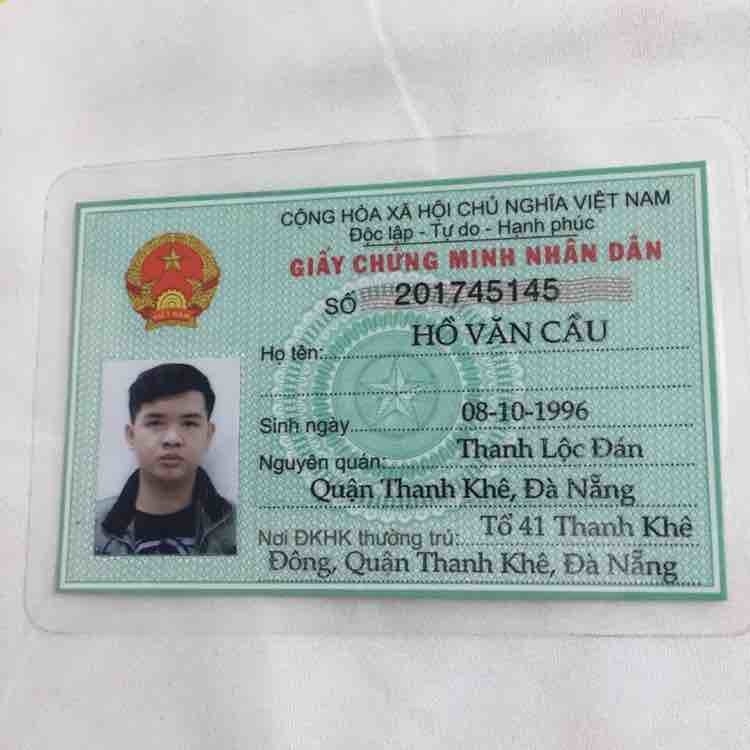 CỘNG HÒA XÃ HỘI CHỦ NGHĨA VIỆT NAM
Độc lập - Tự do - Hạnh phúc
GIẤY CHỨNG MINH NHÂN DÂN
SỐ 201745145
Họ tên: HỒ VĂN CẦU
Sinh ngày 08-10-1996
Nguyên quán: Thanh Lộc Đán
Quận Thanh Khê, Đà Nẵng
Nơi ĐKHK thường trú: Tổ 41 Thanh Khê
Đông, Quận Thanh Khê, Đà Nẵng
VIỆT NAM